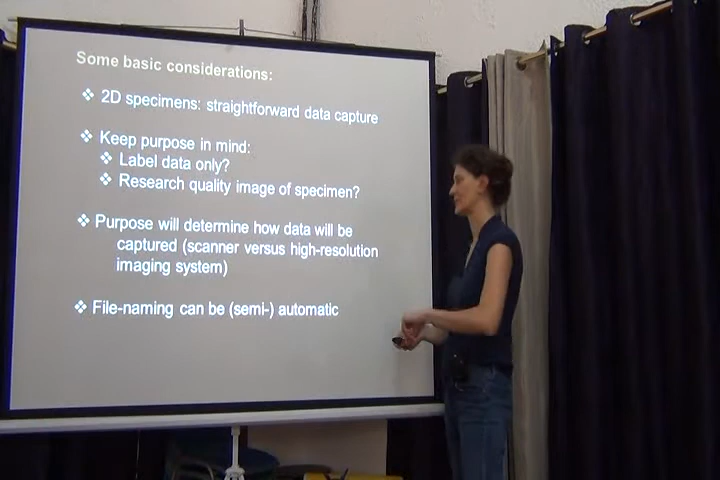 Some basic considerations:
❖ 2D specimens: straightforward data capture
❖ Keep purpose in mind:
❖ Label data only?
❖ Research quality image of specimen?
❖ Purpose will determine how data will be
captured (scanner versus high-resolution
imaging system)
❖ File-naming can be (semi-) automatic